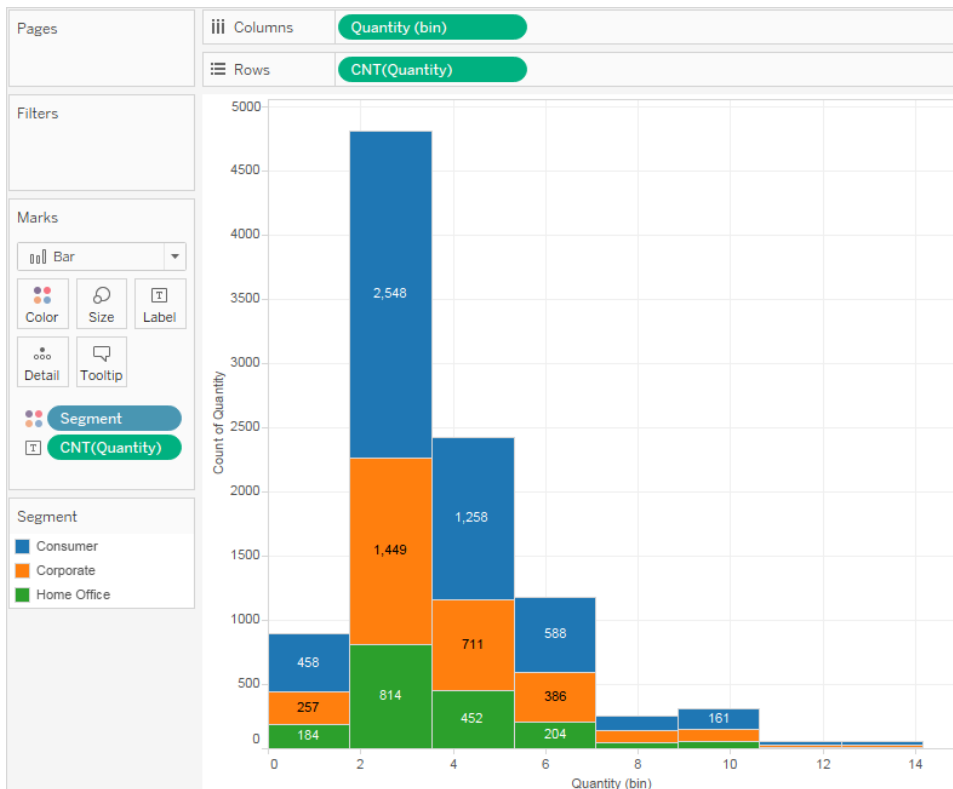 Pages
Columns
Quantity (bin)
Rows
CNT(Quantity)
Filters
Marks
Bar
Color
Size
T
Label
Detail
Tooltip
Segment
T
CNT(Quantity)
Segment
Consumer
Corporate
Home Office
Count of Quantity
5000
4500
4000
3500
3000
2500
2000
1500
1000
500
0
458
257
184
2,548
1,449
814
1,258
711
452
588
386
204
161
0 2 4 6 8 10 12 14
Quantity (bin)